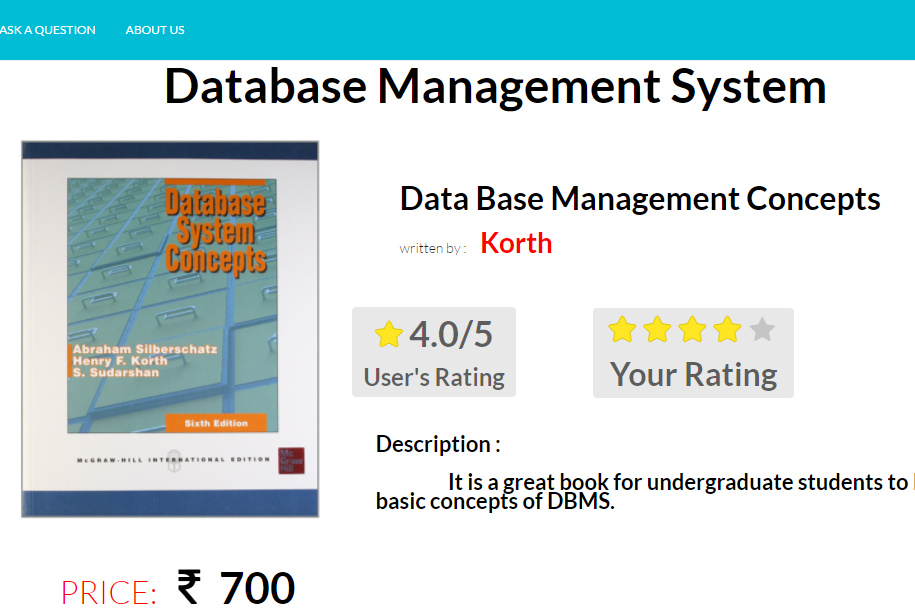 ASK A QUESTION ABOUT US
Database Management System
Database
System
Concepts
Abraham Silberschatz
Henry F. Korth
S. Sudarshan
Sixth Edition
McGRAW-HILL INTERNATIONAL EDITION
Mc
Graw
Hill
Data Base Management Concepts
written by : Korth
4.0/5
User's Rating
Your Rating
Description :
It is a great book for undergraduate students to
basic concepts of DBMS.
PRICE: ₹ 700